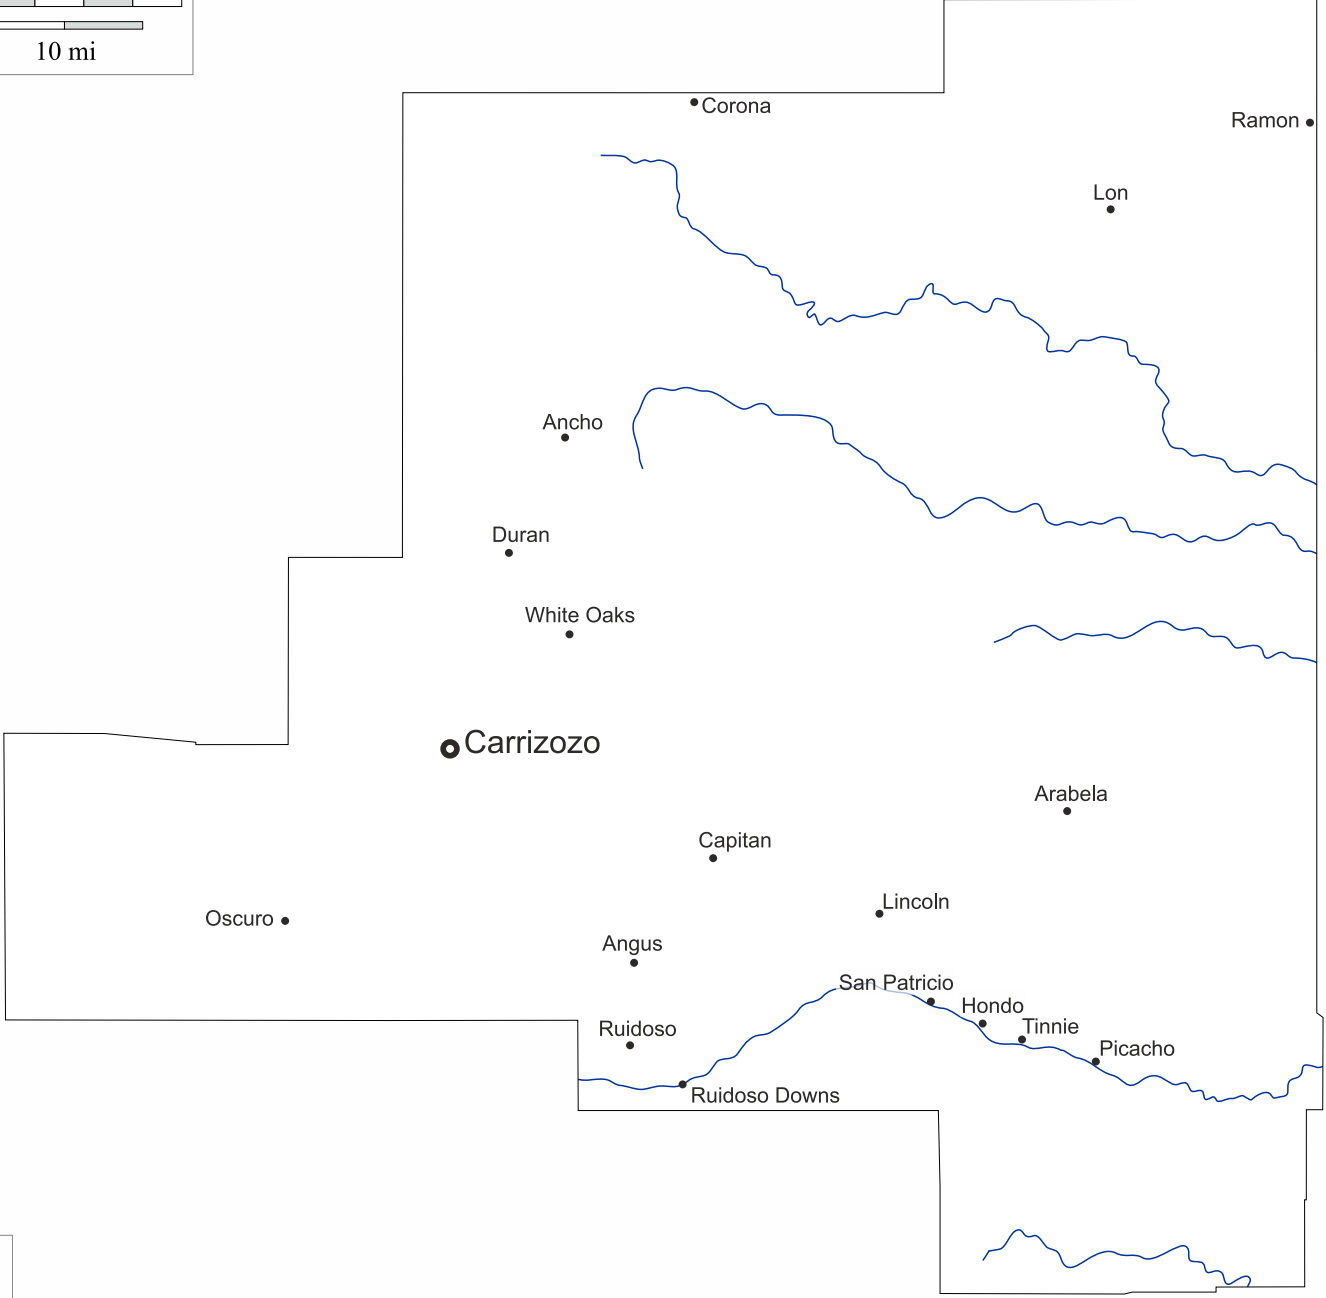 10 mi
Corona
Ramon
Lon
Ancho
Duran
White Oaks
Carrizozo
Arabela
Capitan
Lincoln
Oscuro
Angus
San Patricio
Hondo
Tinnie
Ruidoso
Picacho
Ruidoso Downs